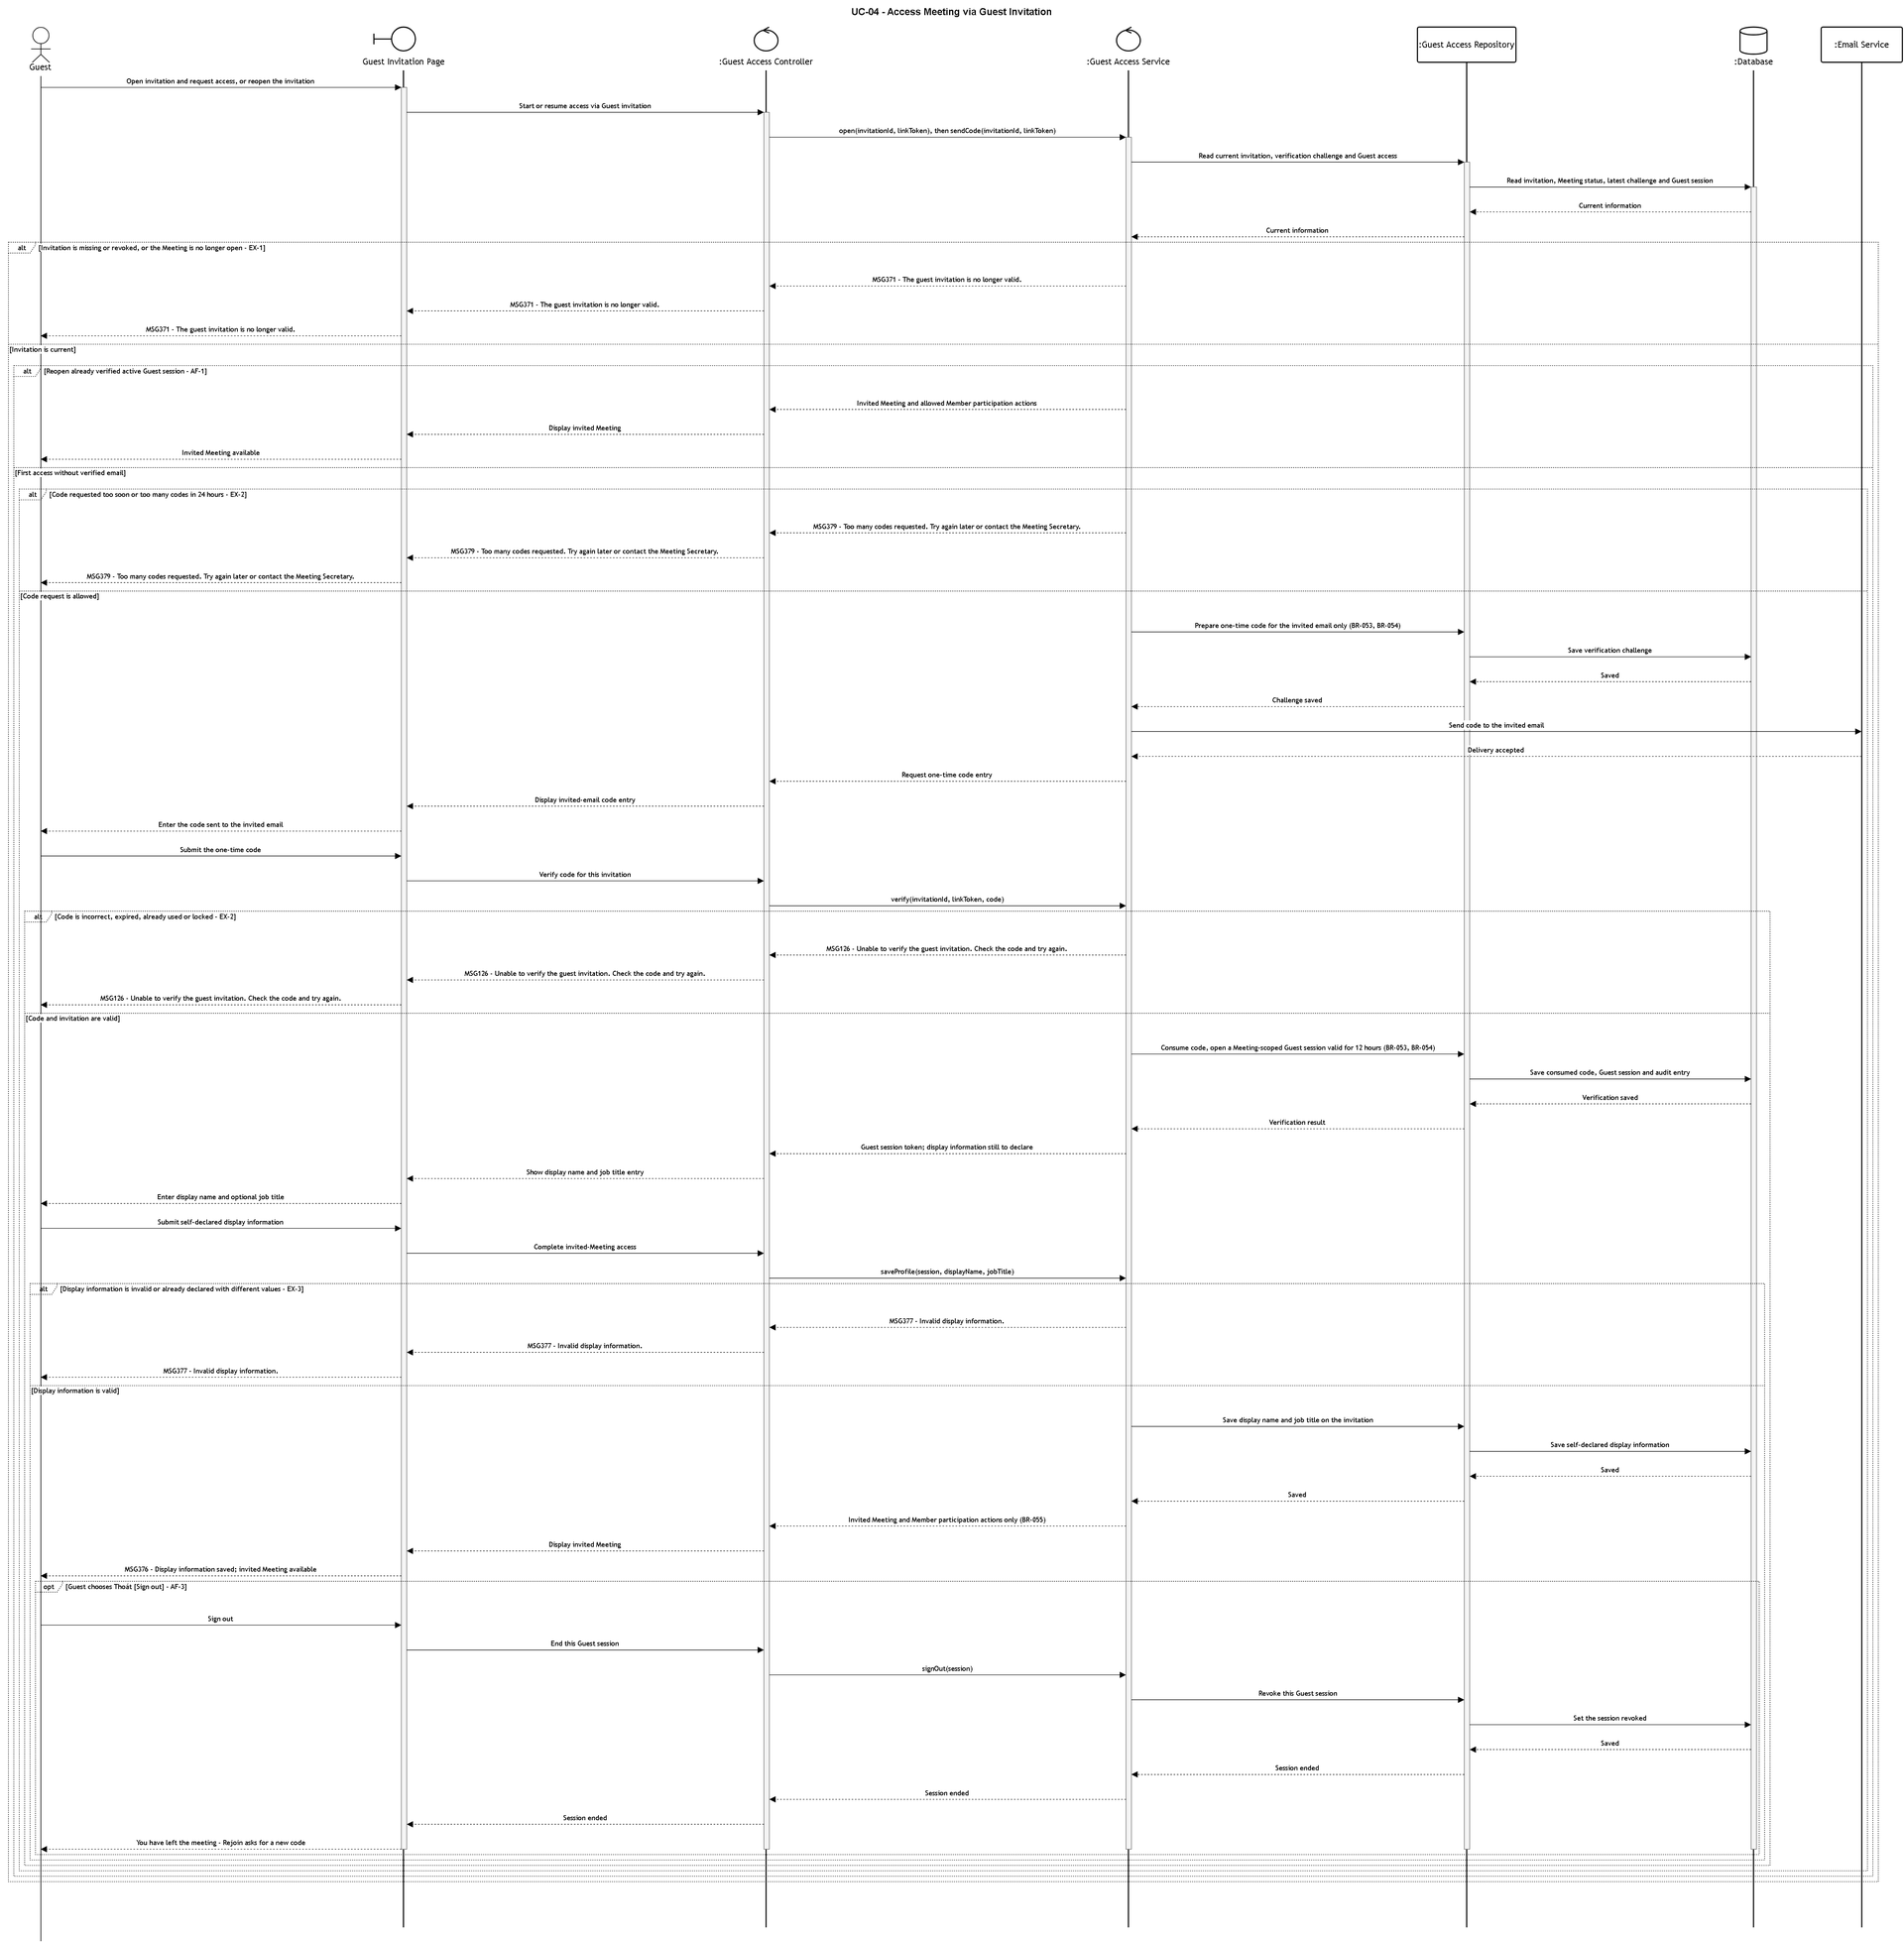 UC-04 - Access Meeting via Guest Invitation
Guest
Guest Invitation Page
:Guest Access Controller
:Guest Access Service
:Guest Access Repository
:Database
:Email Service
Open invitation and request access, or reopen the invitation
Start or resume access via Guest invitation
open(invitationId, linkToken), then sendCode(invitationId, linkToken)
Read current invitation, verification challenge and Guest access
Read invitation, Meeting status, latest challenge and Guest session
Current information
Current information
alt [Invitation is missing or revoked, or the Meeting is no longer open - EX-1]
MSG371 - The guest invitation is no longer valid.
MSG371 - The guest invitation is no longer valid.
MSG371 - The guest invitation is no longer valid.
[Invitation is current]
alt [Reopen already verified active Guest session - AF-1]
Invited Meeting and allowed Member participation actions
Display invited Meeting
Invited Meeting available
[First access without verified email]
alt [Code requested too soon or too many codes in 24 hours - EX-2]
MSG379 - Too many codes requested. Try again later or contact the Meeting Secretary.
MSG379 - Too many codes requested. Try again later or contact the Meeting Secretary.
MSG379 - Too many codes requested. Try again later or contact the Meeting Secretary.
[Code request is allowed]
Prepare one-time code for the invited email only (BR-053, BR-054)
Save verification challenge
Saved
Challenge saved
Send code to the invited email
Delivery accepted
Request one-time code entry
Display invited-email code entry
Enter the code sent to the invited email
Submit the one-time code
Verify code for this invitation
verify(invitationId, linkToken, code)
alt [Code is incorrect, expired, already used or locked - EX-2]
MSG126 - Unable to verify the guest invitation. Check the code and try again.
MSG126 - Unable to verify the guest invitation. Check the code and try again.
MSG126 - Unable to verify the guest invitation. Check the code and try again.
[Code and invitation are valid]
Consume code, open a Meeting-scoped Guest session valid for 12 hours (BR-053, BR-054)
Save consumed code, Guest session and audit entry
Verification saved
Verification result
Guest session token; display information still to declare
Show display name and job title entry
Enter display name and optional job title
Submit self-declared display information
Complete invited-Meeting access
saveProfile(session, displayName, jobTitle)
alt [Display information is invalid or already declared with different values - EX-3]
MSG377 - Invalid display information.
MSG377 - Invalid display information.
MSG377 - Invalid display information.
[Display information is valid]
Save display name and job title on the invitation
Save self-declared display information
Saved
Saved
Invited Meeting and Member participation actions only (BR-055)
Display invited Meeting
MSG376 - Display information saved; invited Meeting available
opt [Guest chooses Thoát [Sign out] - AF-3]
Sign out
End this Guest session
signOut(session)
Revoke this Guest session
Set the session revoked
Saved
Session ended
Session ended
Session ended
You have left the meeting - Rejoin asks for a new code